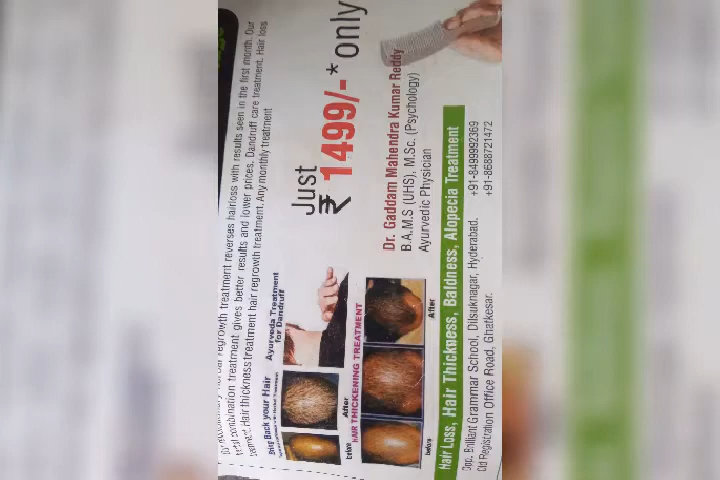 regrowth treatment reverses hairloss with results seen in the first month. Our
combination treatment gives better results and lower prices. Dandruff care treatment. Hair loss
Hair thickness treatment hair regrowth treatment. Any monthly treatment
Just
₹ 1499/-* only
Back your Hair
Ayurveda Treatment
for Dandruff
before After
HAIR THICKENING TREATMENT
before After
Dr. Gaddam Mahendra Kumar Reddy
B.A.M.S (UHS), M.Sc. (Psychology)
Ayurvedic Physician
Hair Loss, Hair Thickness, Baldness, Alopecia Treatment
Opp. Brilliant Grammar School, Dilsuknagar, Hyderabad. +91-8499992369
Old Registration Office Road, Ghatkesar. +91-8688721472